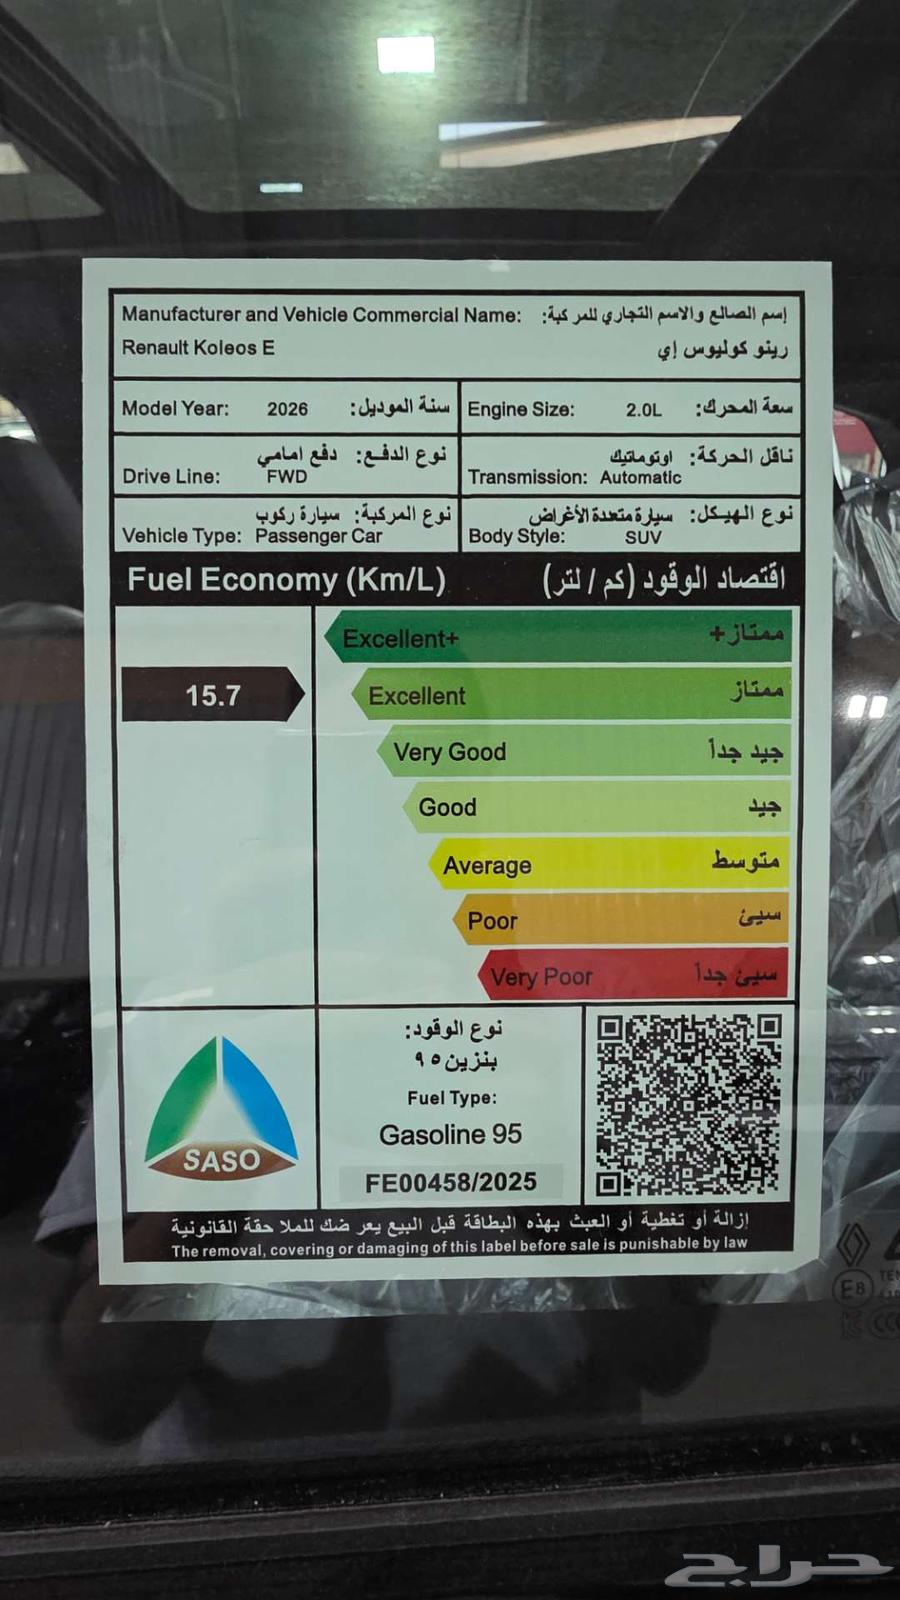 Manufacturer and Vehicle Commercial Name: إسم الصانع والاسم التجاري للمركبة:
Renault Koleos E رينو كوليوس إي
Model Year: 2026 سنة الموديل:
Engine Size: 2.0L سعة المحرك:
نوع الدفع: دفع امامي
Drive Line: FWD
ناقل الحركة: اوتوماتيك
Transmission: Automatic
نوع المركبة: سيارة ركوب
Vehicle Type: Passenger Car
نوع الهيكل: سيارة متعددة الأغراض
Body Style: SUV
Fuel Economy (Km/L) اقتصاد الوقود (كم / لتر)
15.7
Excellent+ ممتاز+
Excellent ممتاز
Very Good جيد جداً
Good جيد
Average متوسط
Poor سيئ
Very Poor سيئ جداً
SASO
نوع الوقود:
بنزين ٩٥
Fuel Type:
Gasoline 95
FE00458/2025
إزالة أو تغطية أو العبث بهذه البطاقة قبل البيع يعرضك للملاحقة القانونية
The removal, covering or damaging of this label before sale is punishable by law
E8
حراج